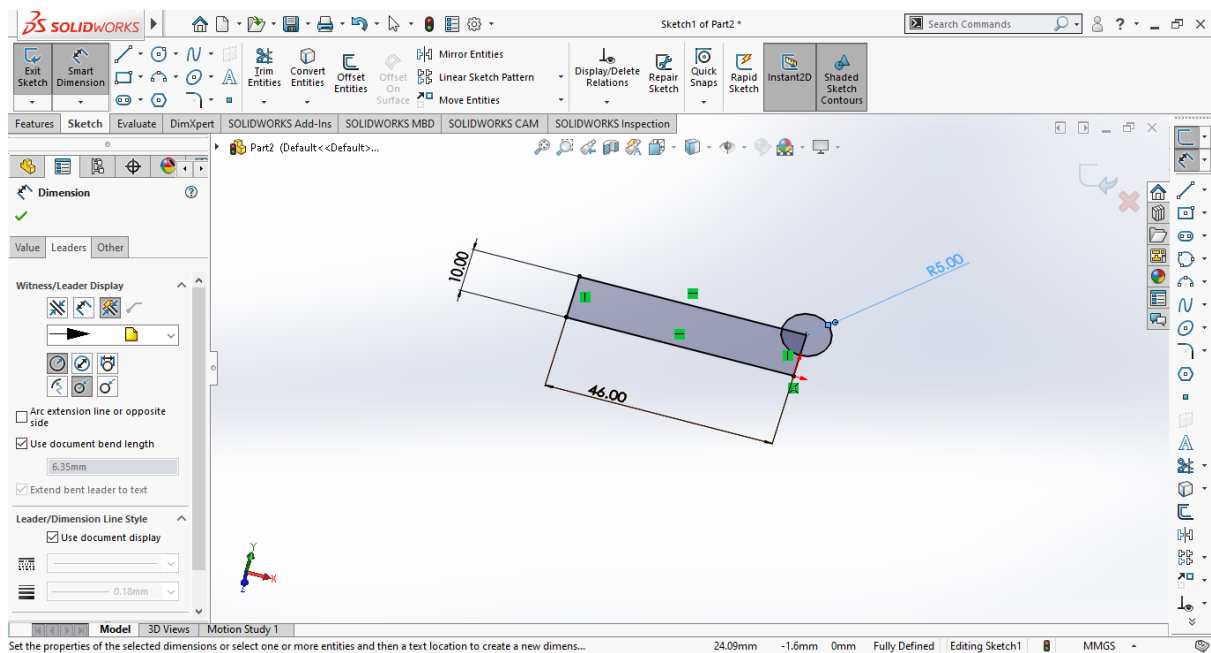 SOLIDWORKS
Sketch1 of Part2 *
Search Commands
?
Exit Sketch
Smart Dimension
Trim Entities
Convert Entities
Offset Entities
Offset On Surface
Mirror Entities
Linear Sketch Pattern
Move Entities
Display/Delete Relations
Repair Sketch
Quick Snaps
Rapid Sketch
Instant2D
Shaded Sketch Contours
Features Sketch Evaluate DimXpert SOLIDWORKS Add-Ins SOLIDWORKS MBD SOLIDWORKS CAM SOLIDWORKS Inspection
Part2 (Default<<Default>...
Dimension
Value Leaders Other
Witness/Leader Display
Arc extension line or opposite
side
Use document bend length
6.35mm
Extend bent leader to text
Leader/Dimension Line Style
Use document display
0.18mm
10.00
R5.00
46.00
Y
X
Z
Model 3D Views Motion Study 1
Set the properties of the selected dimensions or select one or more entities and then a text location to create a new dimens... 24.09mm -1.6mm 0mm Fully Defined Editing Sketch1 MMGS